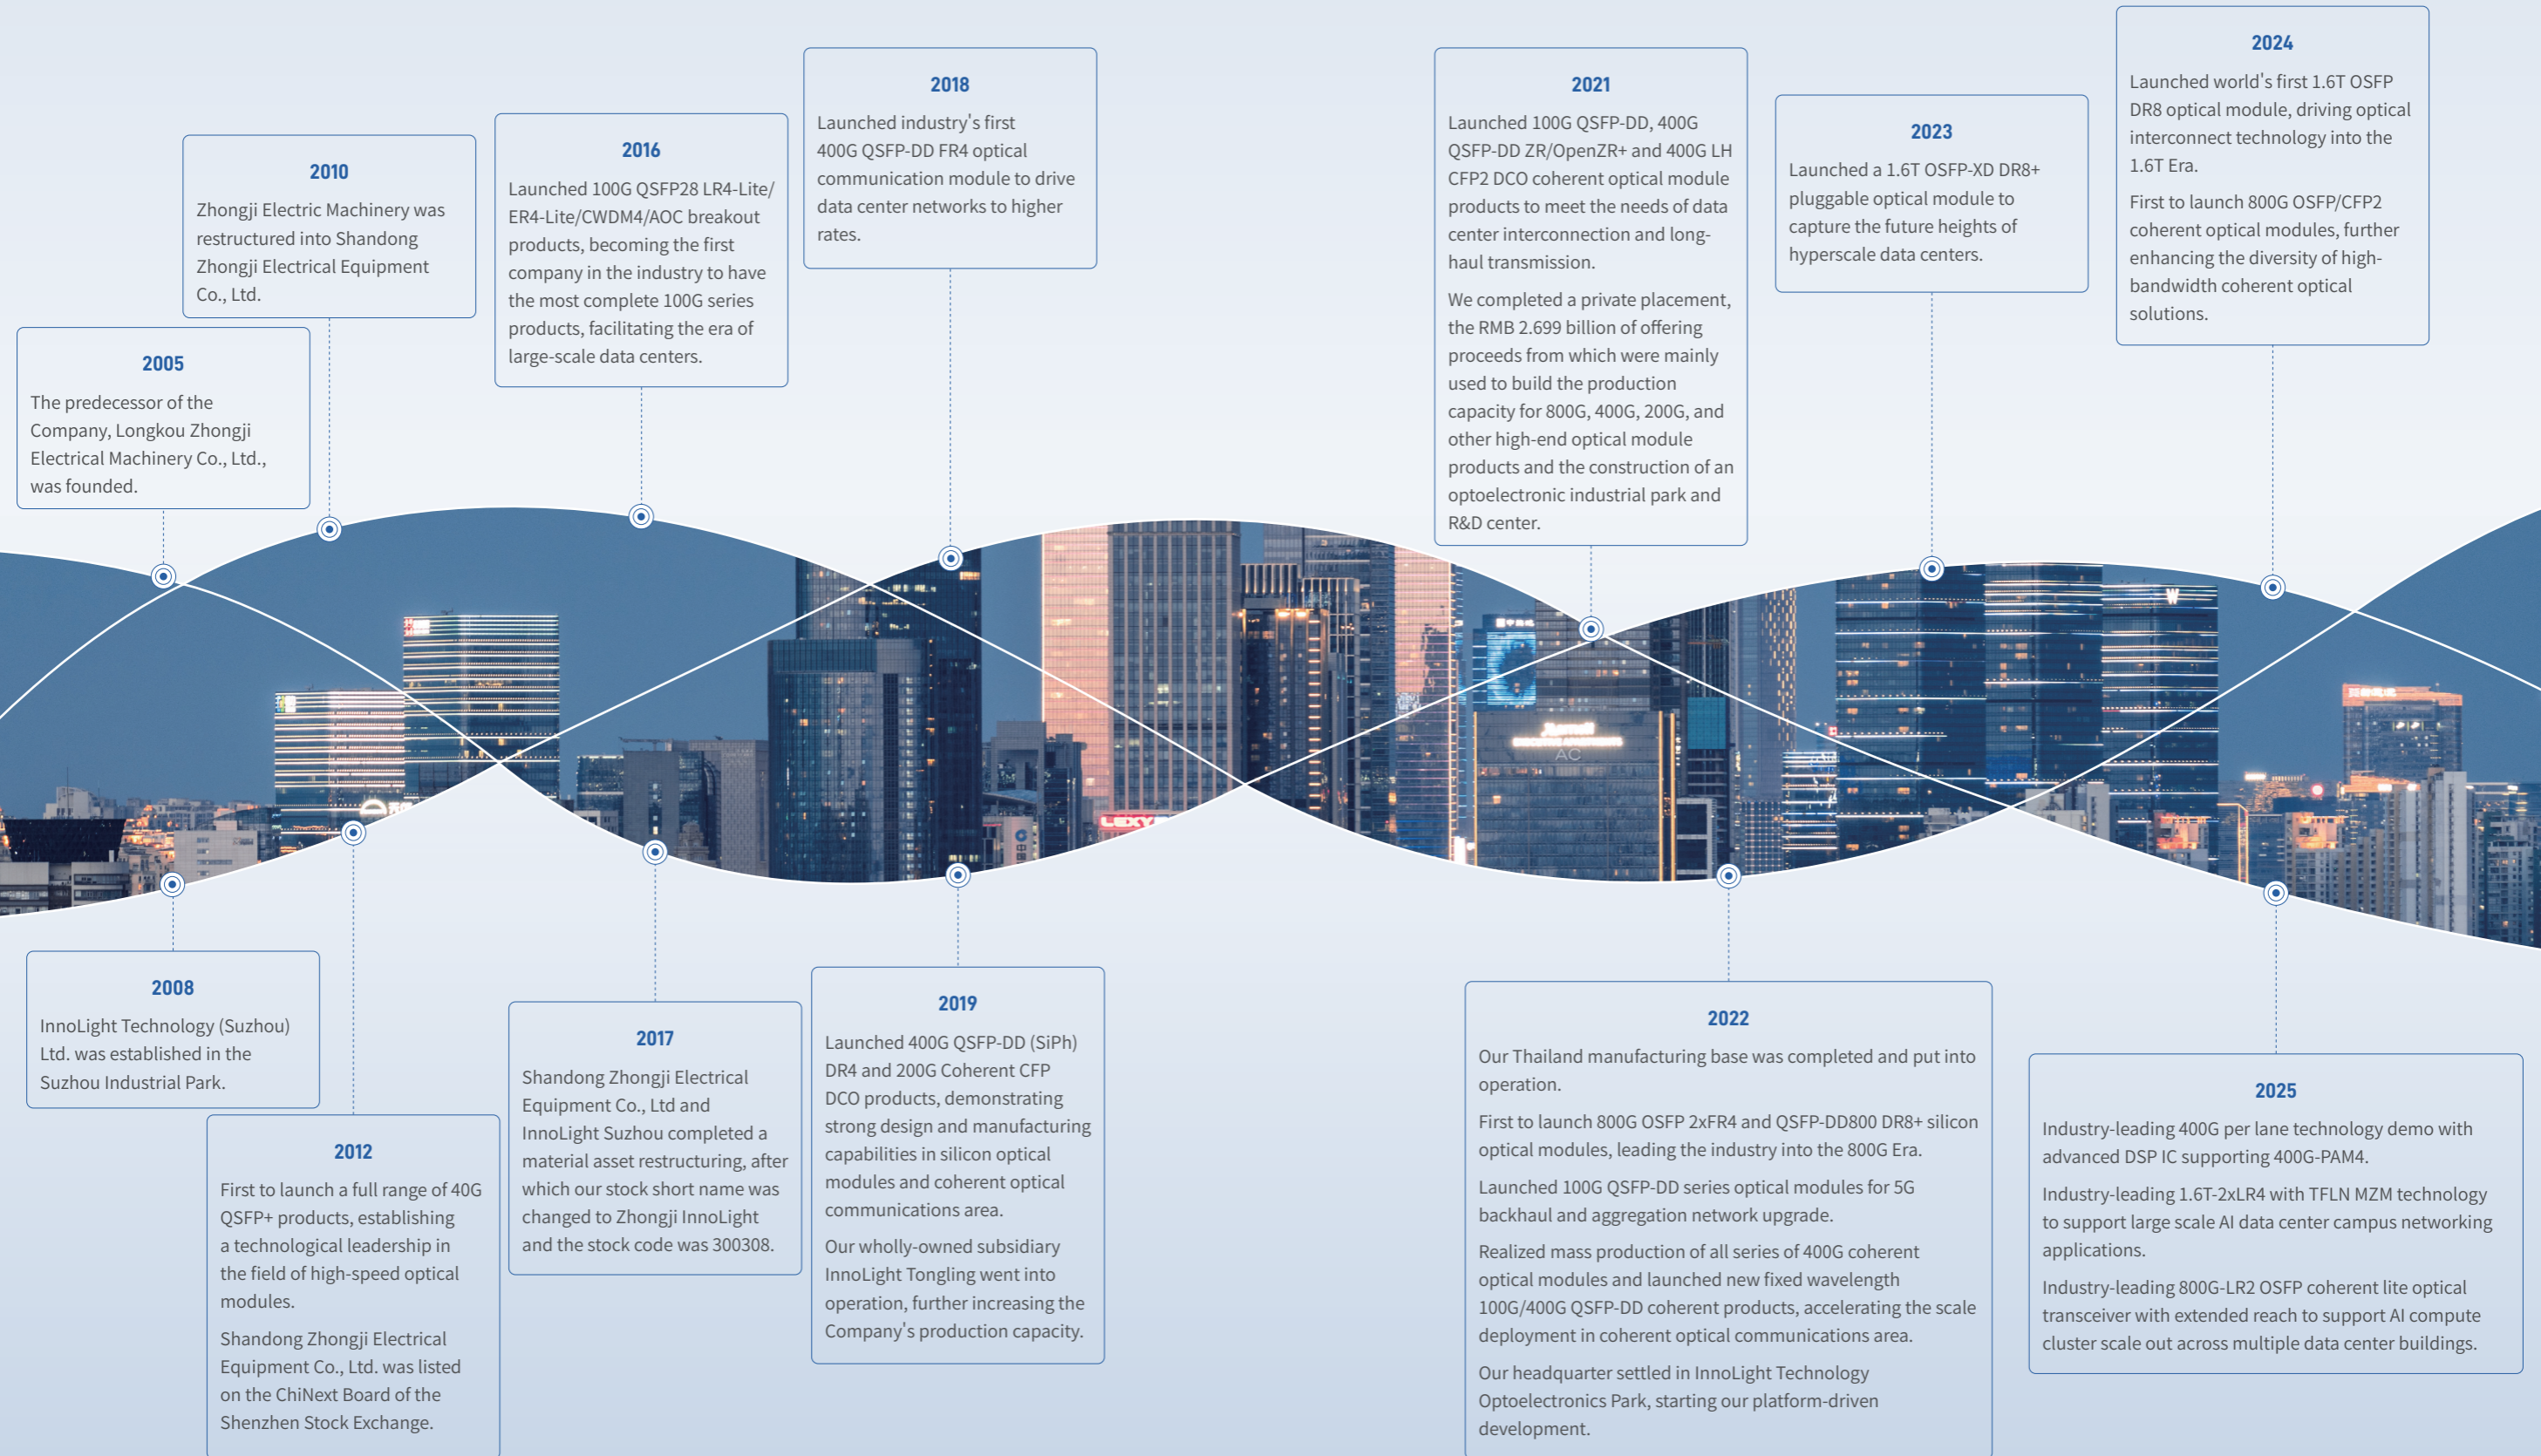 2005
The predecessor of the
Company, Longkou Zhongji
Electrical Machinery Co., Ltd.,
was founded.
2008
InnoLight Technology (Suzhou)
Ltd. was established in the
Suzhou Industrial Park.
2010
Zhongji Electric Machinery was
restructured into Shandong
Zhongji Electrical Equipment
Co., Ltd.
2012
First to launch a full range of 40G
QSFP+ products, establishing
a technological leadership in
the field of high-speed optical
modules.
Shandong Zhongji Electrical
Equipment Co., Ltd. was listed
on the ChiNext Board of the
Shenzhen Stock Exchange.
2016
Launched 100G QSFP28 LR4-Lite/
ER4-Lite/CWDM4/AOC breakout
products, becoming the first
company in the industry to have
the most complete 100G series
products, facilitating the era of
large-scale data centers.
2017
Shandong Zhongji Electrical
Equipment Co., Ltd and
InnoLight Suzhou completed a
material asset restructuring, after
which our stock short name was
changed to Zhongji InnoLight
and the stock code was 300308.
2018
Launched industry's first
400G QSFP-DD FR4 optical
communication module to drive
data center networks to higher
rates.
2019
Launched 400G QSFP-DD (SiPh)
DR4 and 200G Coherent CFP
DCO products, demonstrating
strong design and manufacturing
capabilities in silicon optical
modules and coherent optical
communications area.
Our wholly-owned subsidiary
InnoLight Tongling went into
operation, further increasing the
Company's production capacity.
2021
Launched 100G QSFP-DD, 400G
QSFP-DD ZR/OpenZR+ and 400G LH
CFP2 DCO coherent optical module
products to meet the needs of data
center interconnection and long-
haul transmission.
We completed a private placement,
the RMB 2.699 billion of offering
proceeds from which were mainly
used to build the production
capacity for 800G, 400G, 200G, and
other high-end optical module
products and the construction of an
optoelectronic industrial park and
R&D center.
2022
Our Thailand manufacturing base was completed and put into
operation.
First to launch 800G OSFP 2xFR4 and QSFP-DD800 DR8+ silicon
optical modules, leading the industry into the 800G Era.
Launched 100G QSFP-DD series optical modules for 5G
backhaul and aggregation network upgrade.
Realized mass production of all series of 400G coherent
optical modules and launched new fixed wavelength
100G/400G QSFP-DD coherent products, accelerating the scale
deployment in coherent optical communications area.
Our headquarter settled in InnoLight Technology
Optoelectronics Park, starting our platform-driven
development.
2023
Launched a 1.6T OSFP-XD DR8+
pluggable optical module to
capture the future heights of
hyperscale data centers.
2024
Launched world's first 1.6T OSFP
DR8 optical module, driving optical
interconnect technology into the
1.6T Era.
First to launch 800G OSFP/CFP2
coherent optical modules, further
enhancing the diversity of high-
bandwidth coherent optical
solutions.
2025
Industry-leading 400G per lane technology demo with
advanced DSP IC supporting 400G-PAM4.
Industry-leading 1.6T-2xLR4 with TFLN MZM technology
to support large scale AI data center campus networking
applications.
Industry-leading 800G-LR2 OSFP coherent lite optical
transceiver with extended reach to support AI compute
cluster scale out across multiple data center buildings.
LEXY
AC
W